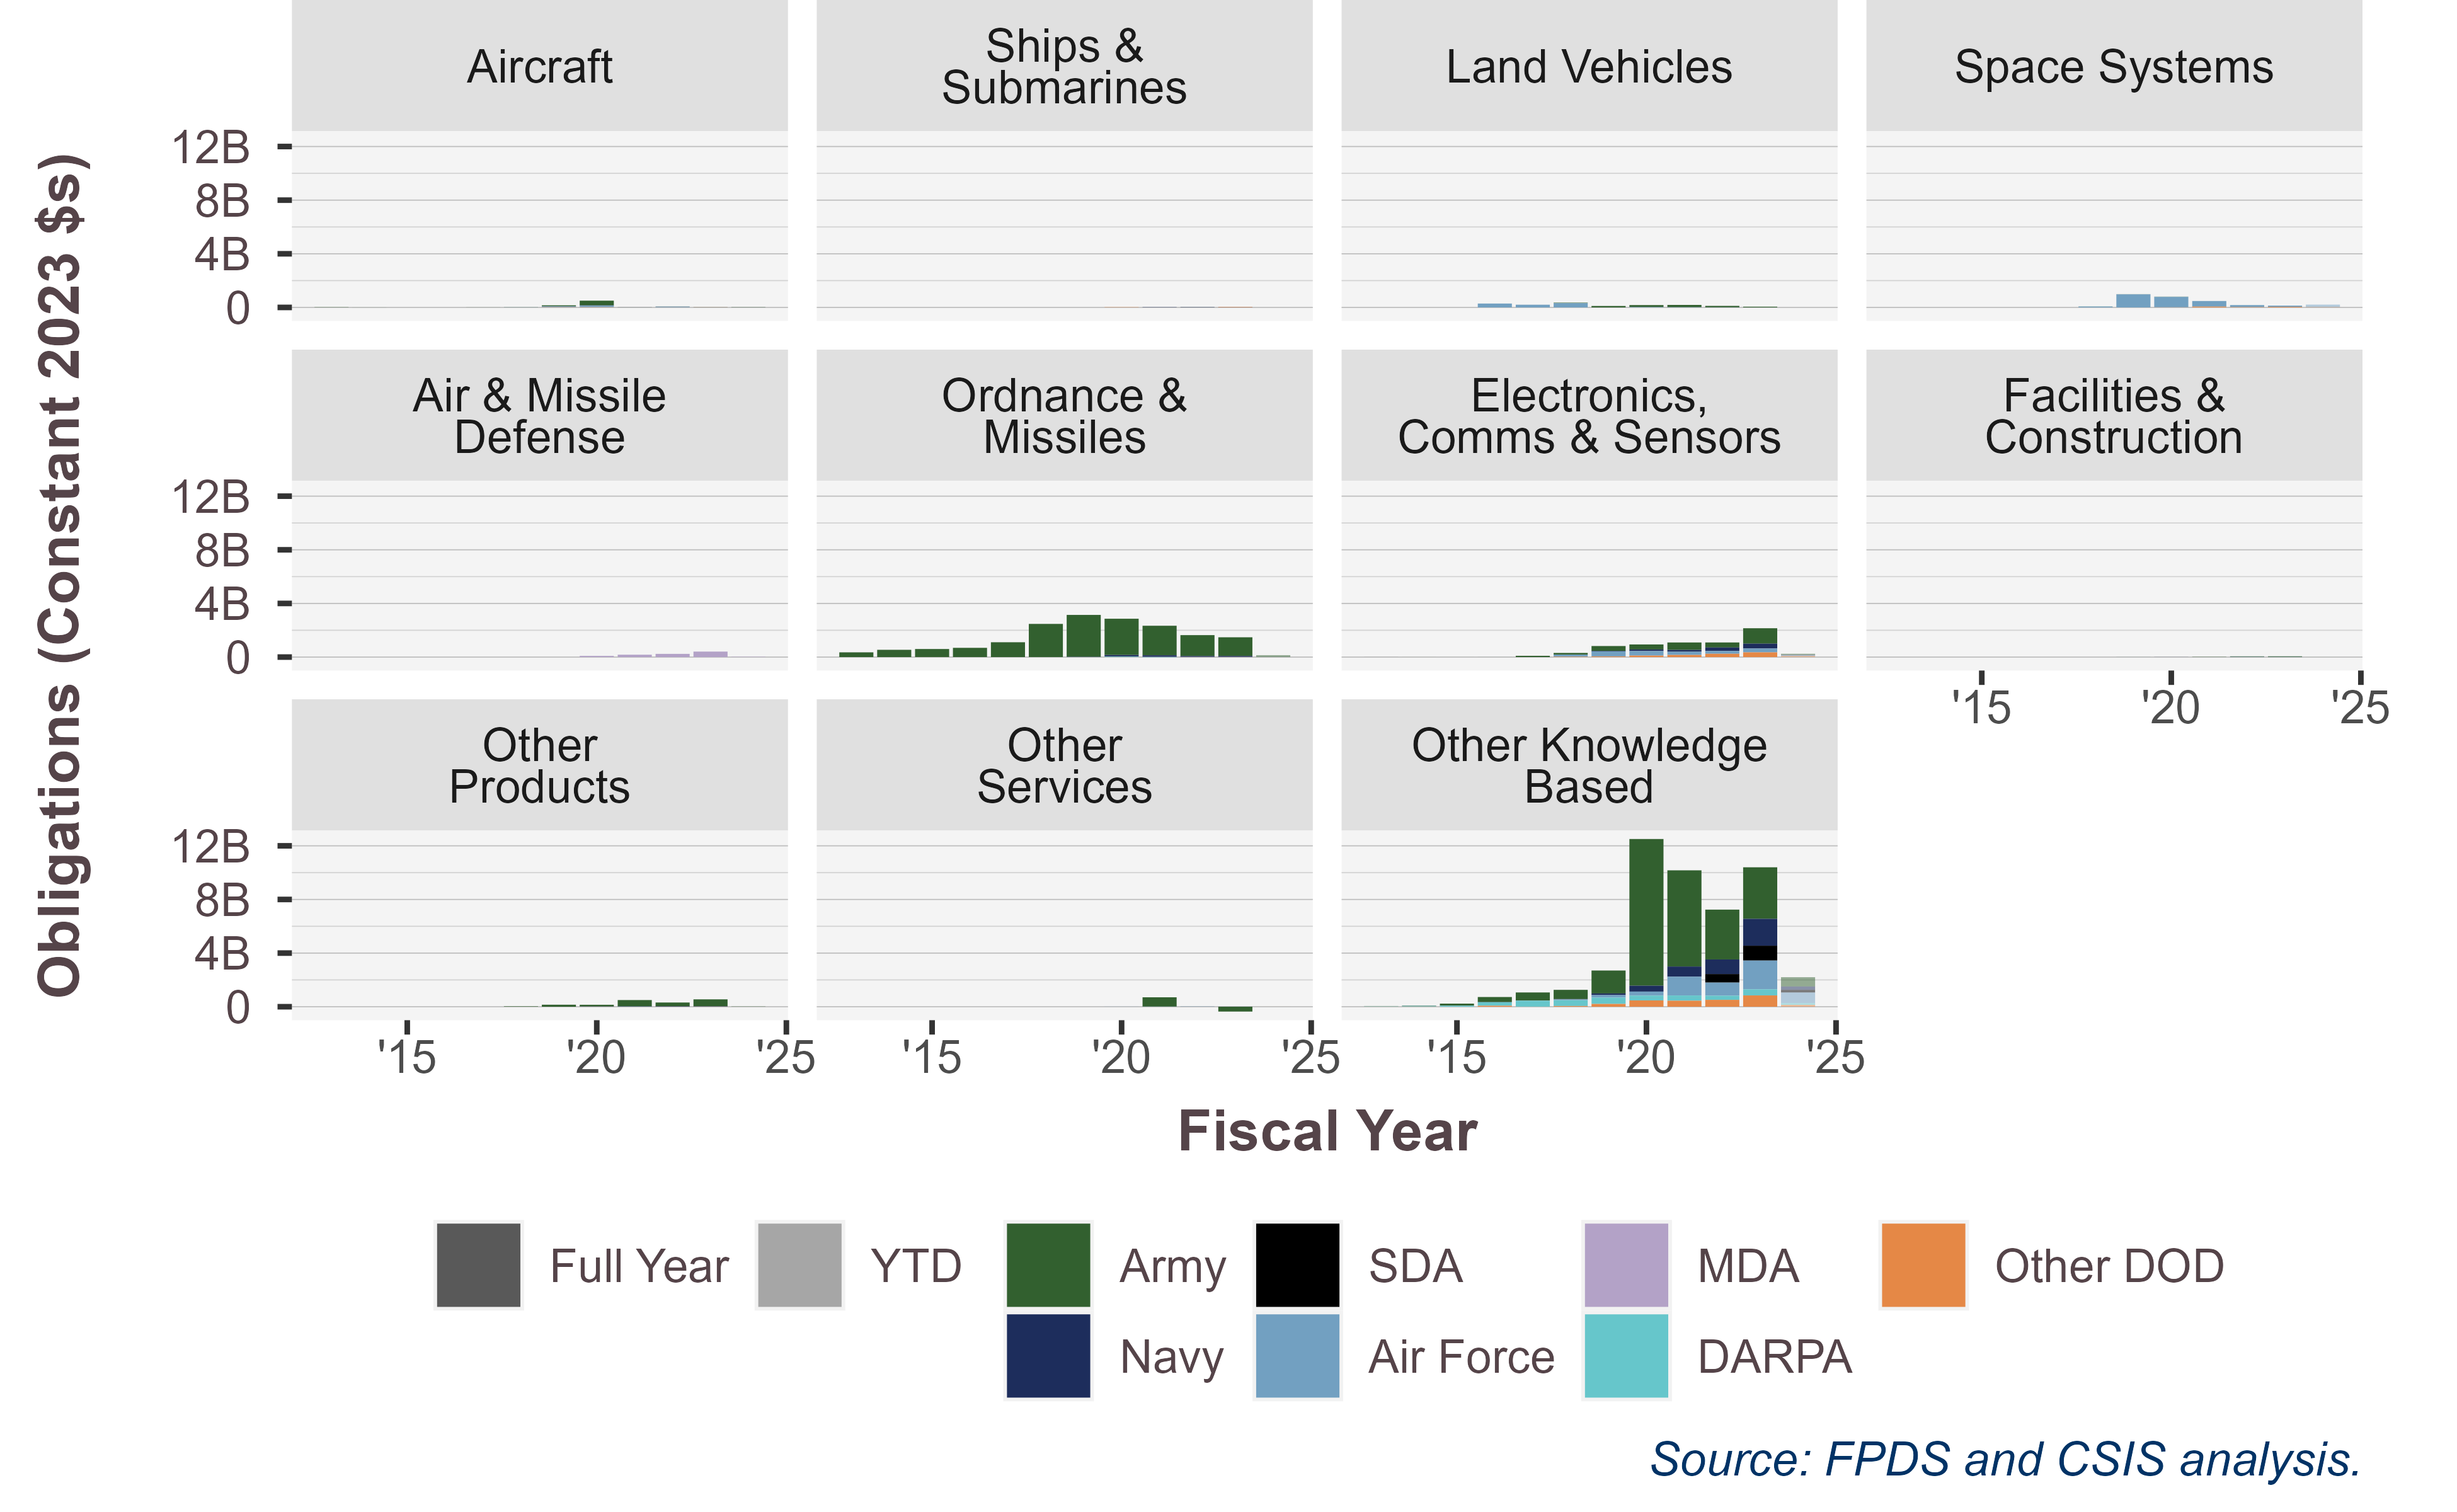 Aircraft
Ships &
Submarines
Land Vehicles
Space Systems
12B
8B
4B
0
Air & Missile
Defense
Ordnance &
Missiles
Electronics,
Comms & Sensors
Facilities &
Construction
12B
8B
4B
0
'15 '20 '25
Other
Products
Other
Services
Other Knowledge
Based
12B
8B
4B
0
'15 '20 '25
'15 '20 '25
'15 '20 '25
Obligations (Constant 2023 $s)
Fiscal Year
Full Year YTD Army SDA MDA Other DOD
Navy Air Force DARPA
Source: FPDS and CSIS analysis.